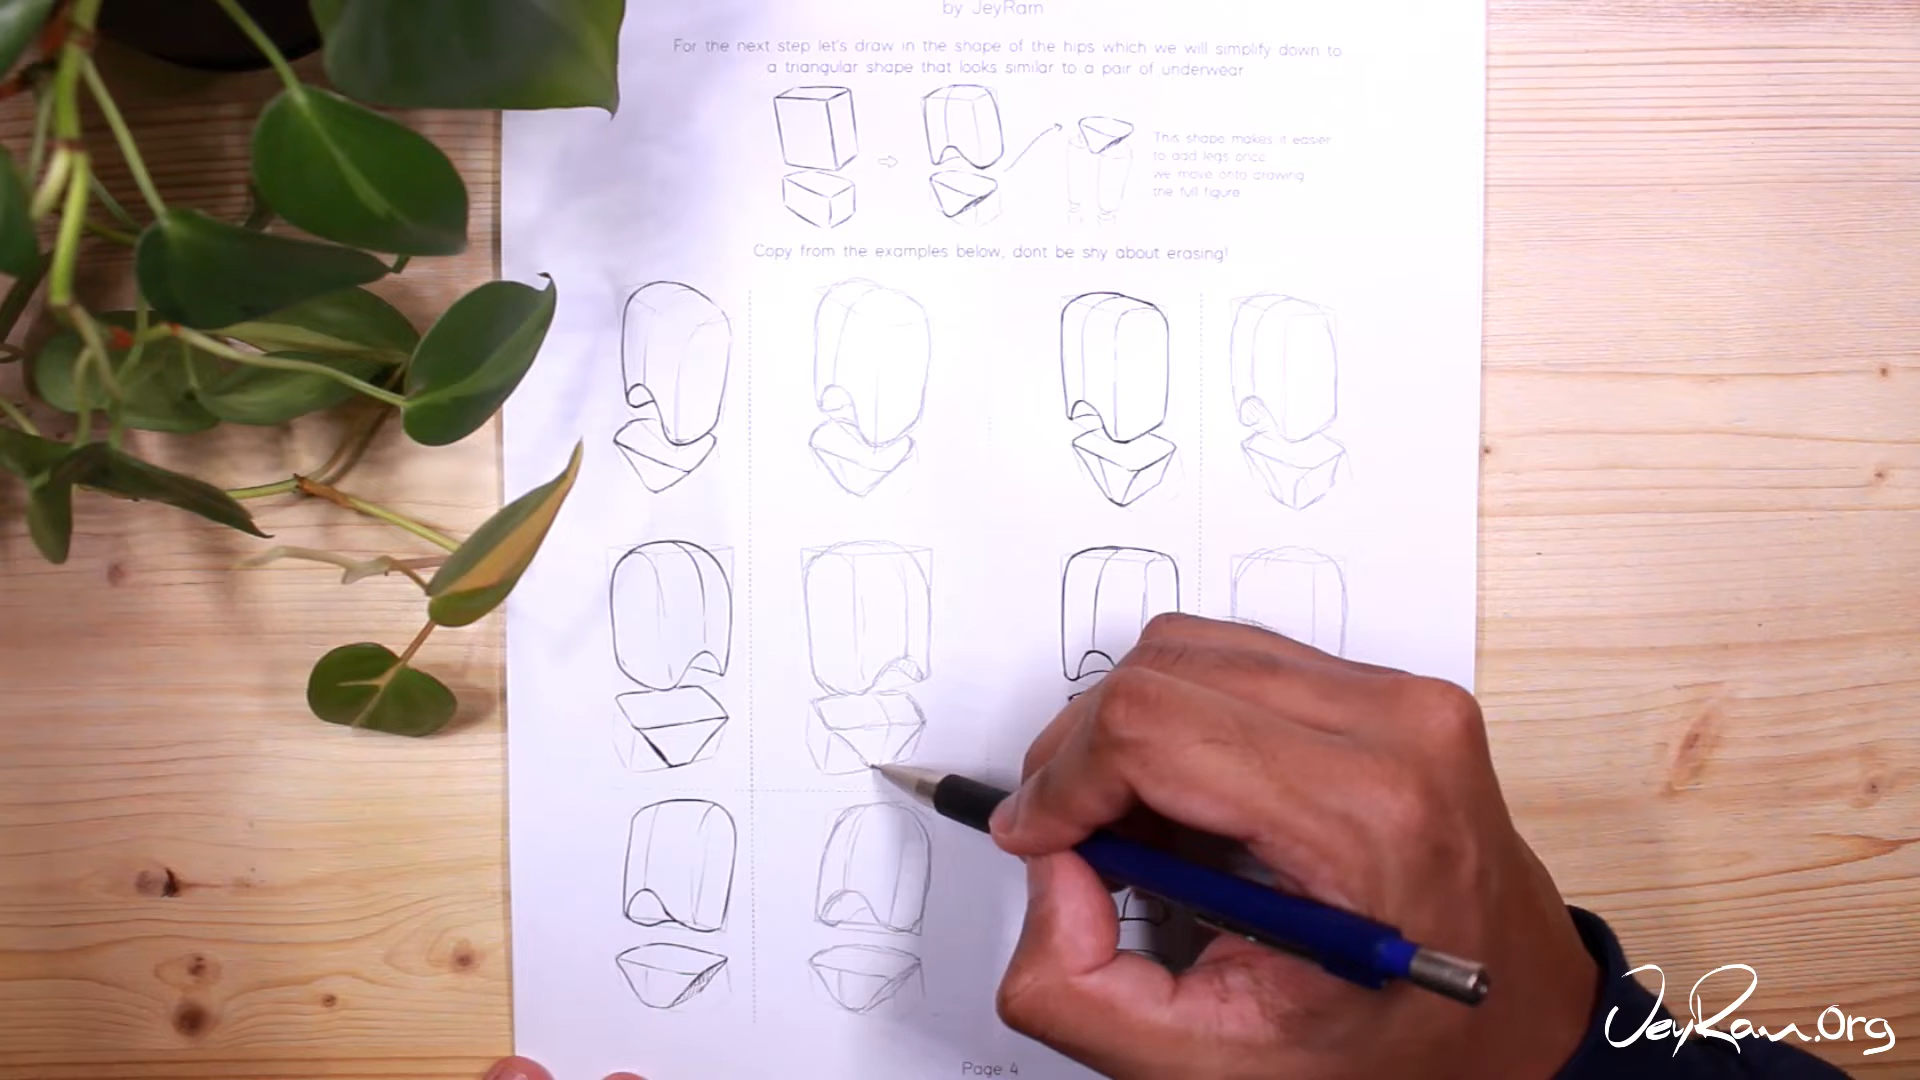 by JeyRam
For the next step let's draw in the shape of the hips which we will simplify down to
a triangular shape that looks similar to a pair of underwear
This shape makes it easier
to add legs once
we move onto drawing
the full figure
Copy from the examples below, dont be shy about erasing!
Page 4
JeyRam.Org